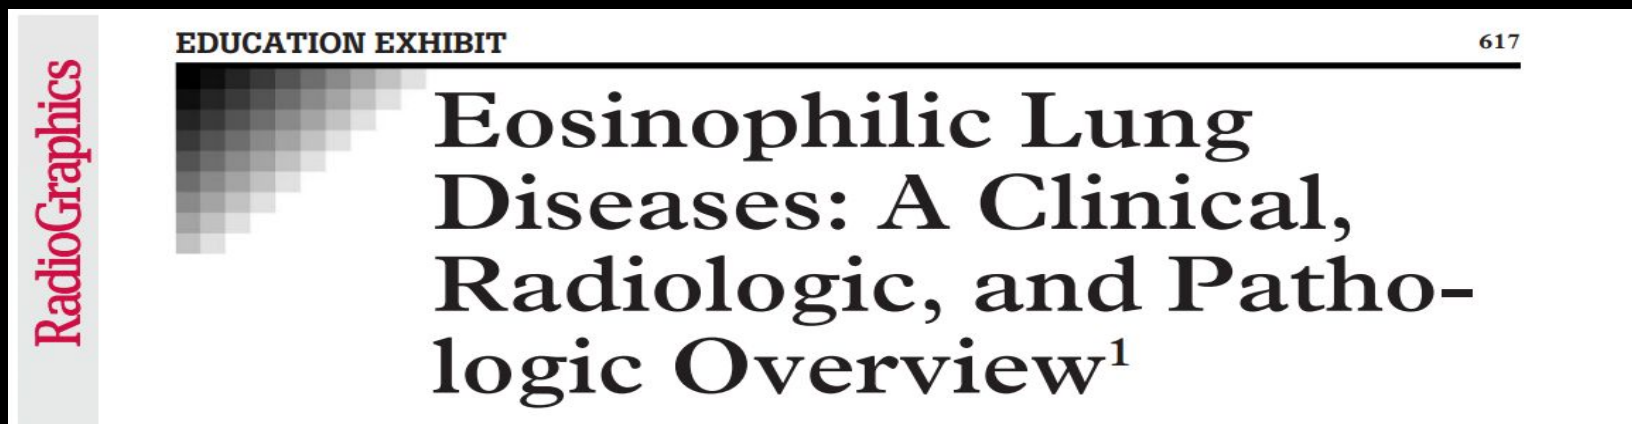 EDUCATION EXHIBIT
617
RadioGraphics
Eosinophilic Lung
Diseases: A Clinical,
Radiologic, and Patho-
logic Overview1